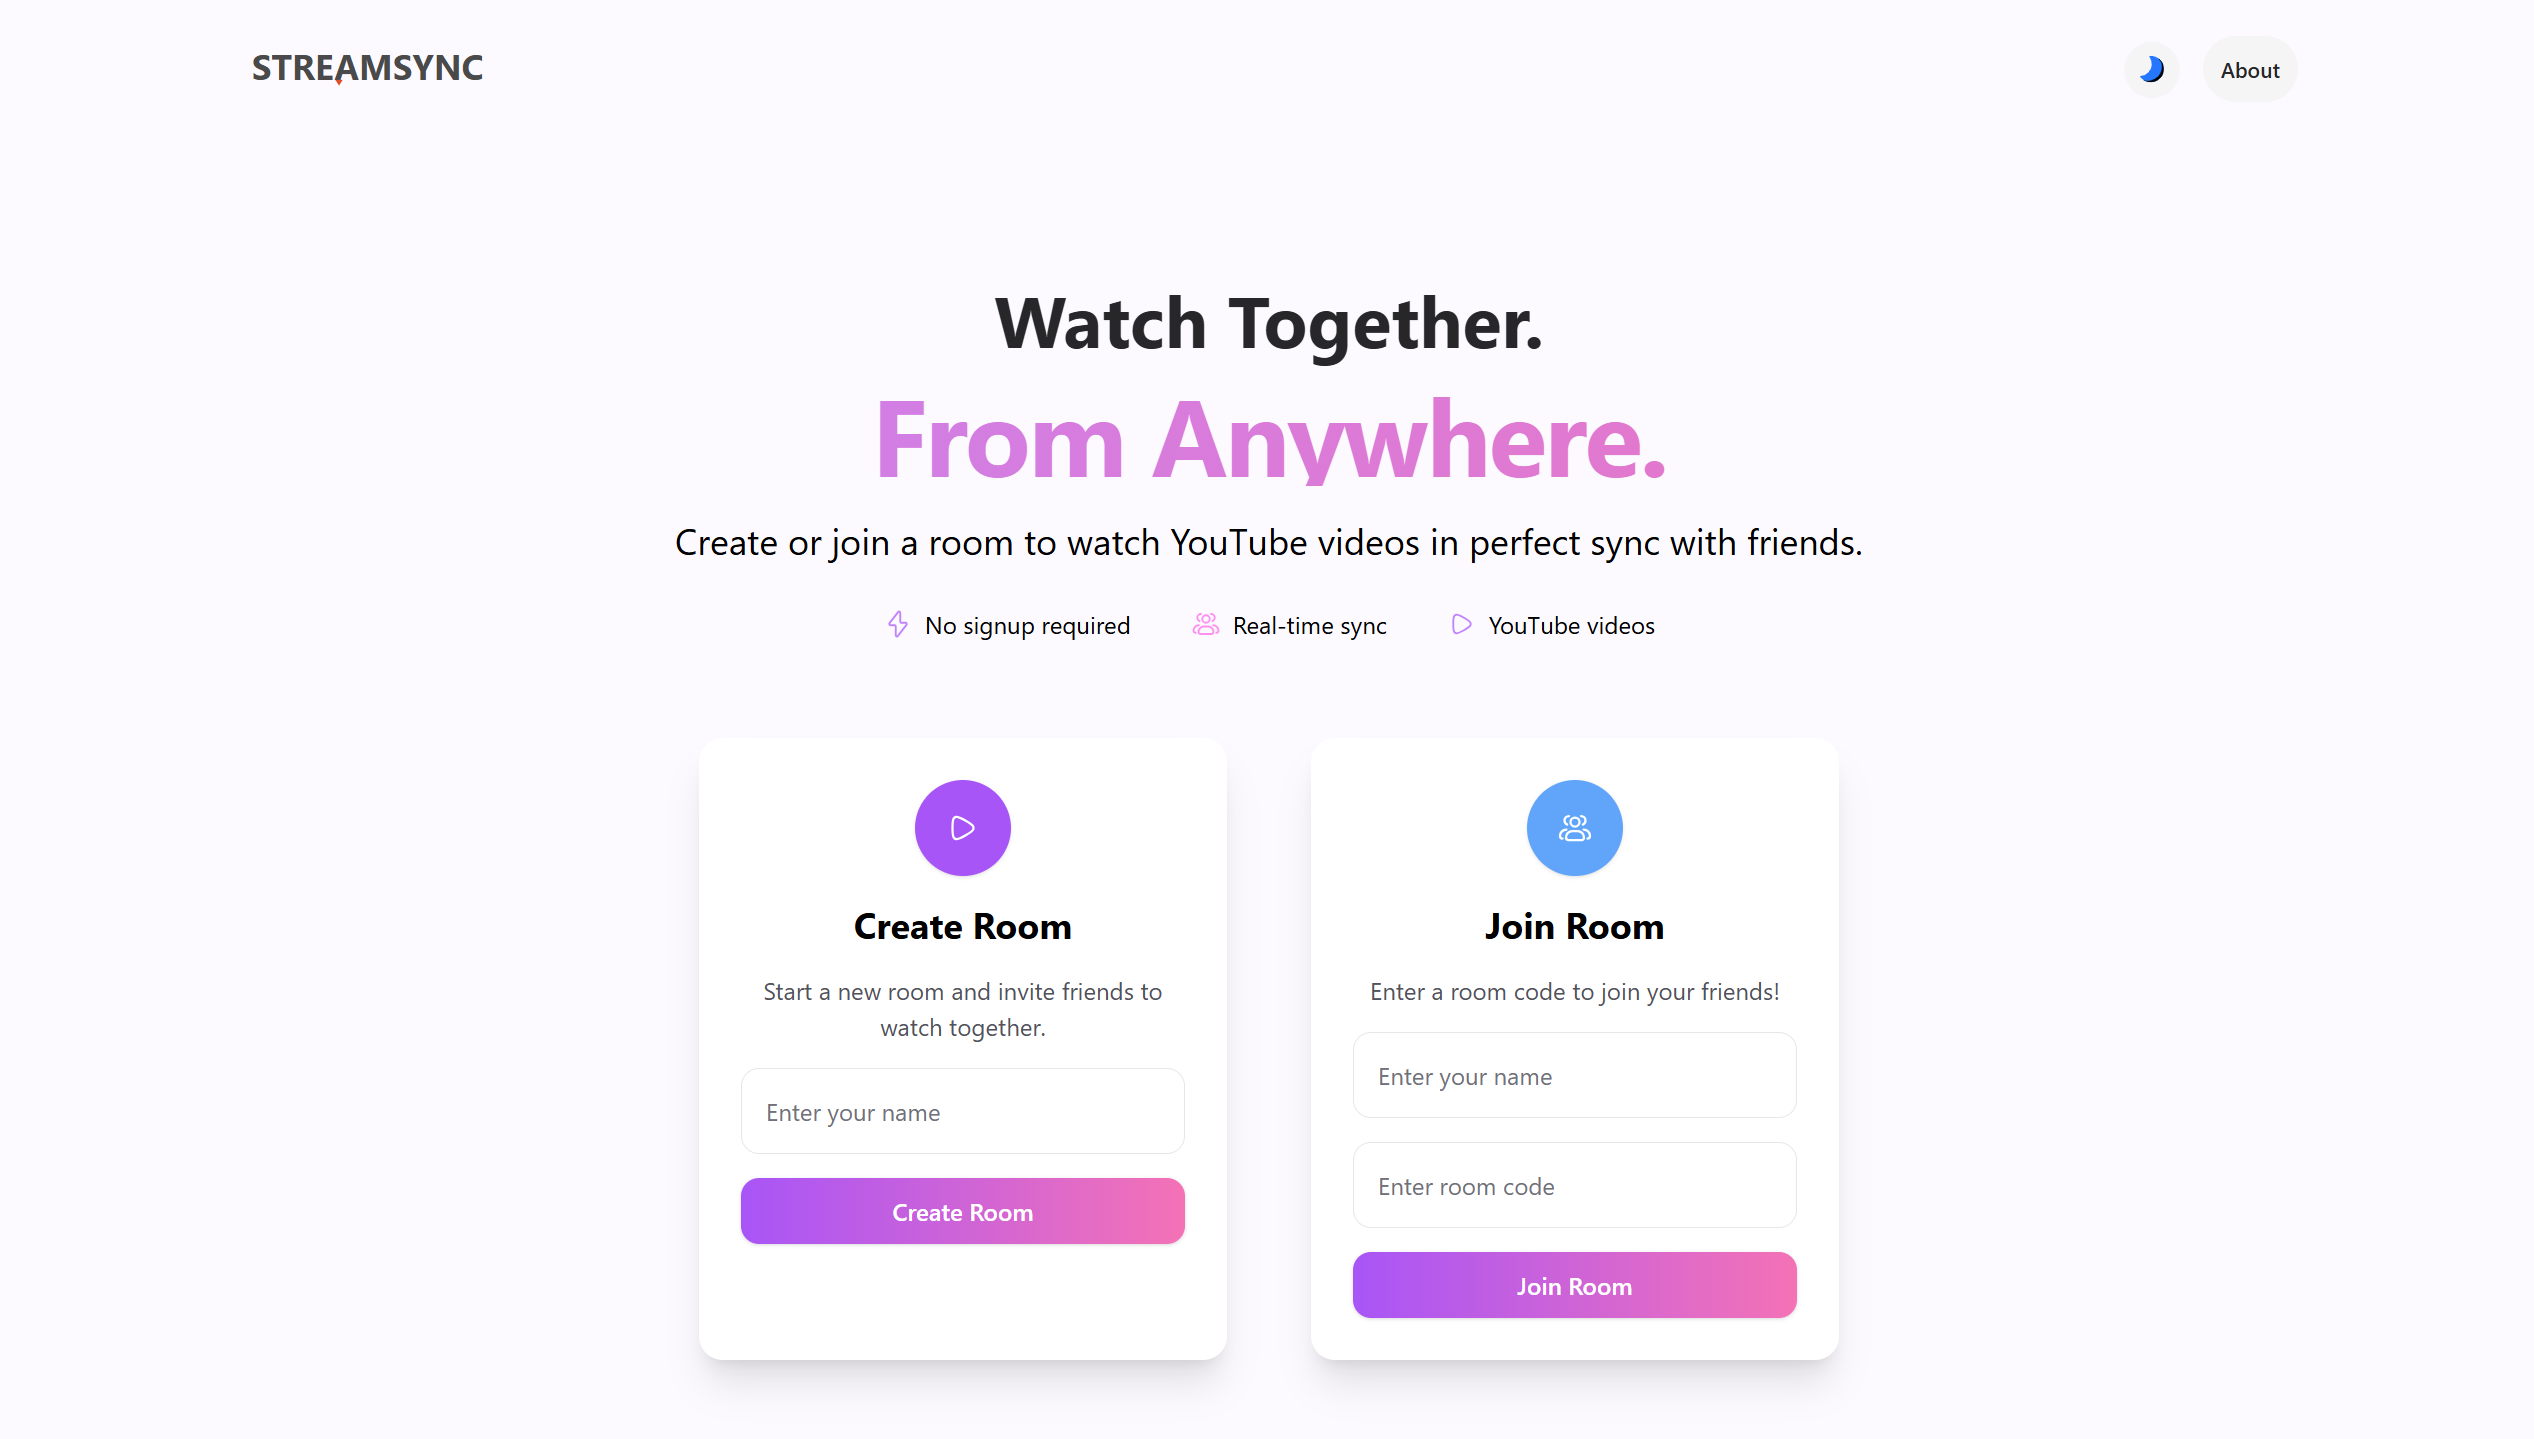 STREAMSYNC
About
Watch Together.
From Anywhere.
Create or join a room to watch YouTube videos in perfect sync with friends.
No signup required
Real-time sync
YouTube videos
Create Room
Start a new room and invite friends to
watch together.
Enter your name
Create Room
Join Room
Enter a room code to join your friends!
Enter your name
Enter room code
Join Room